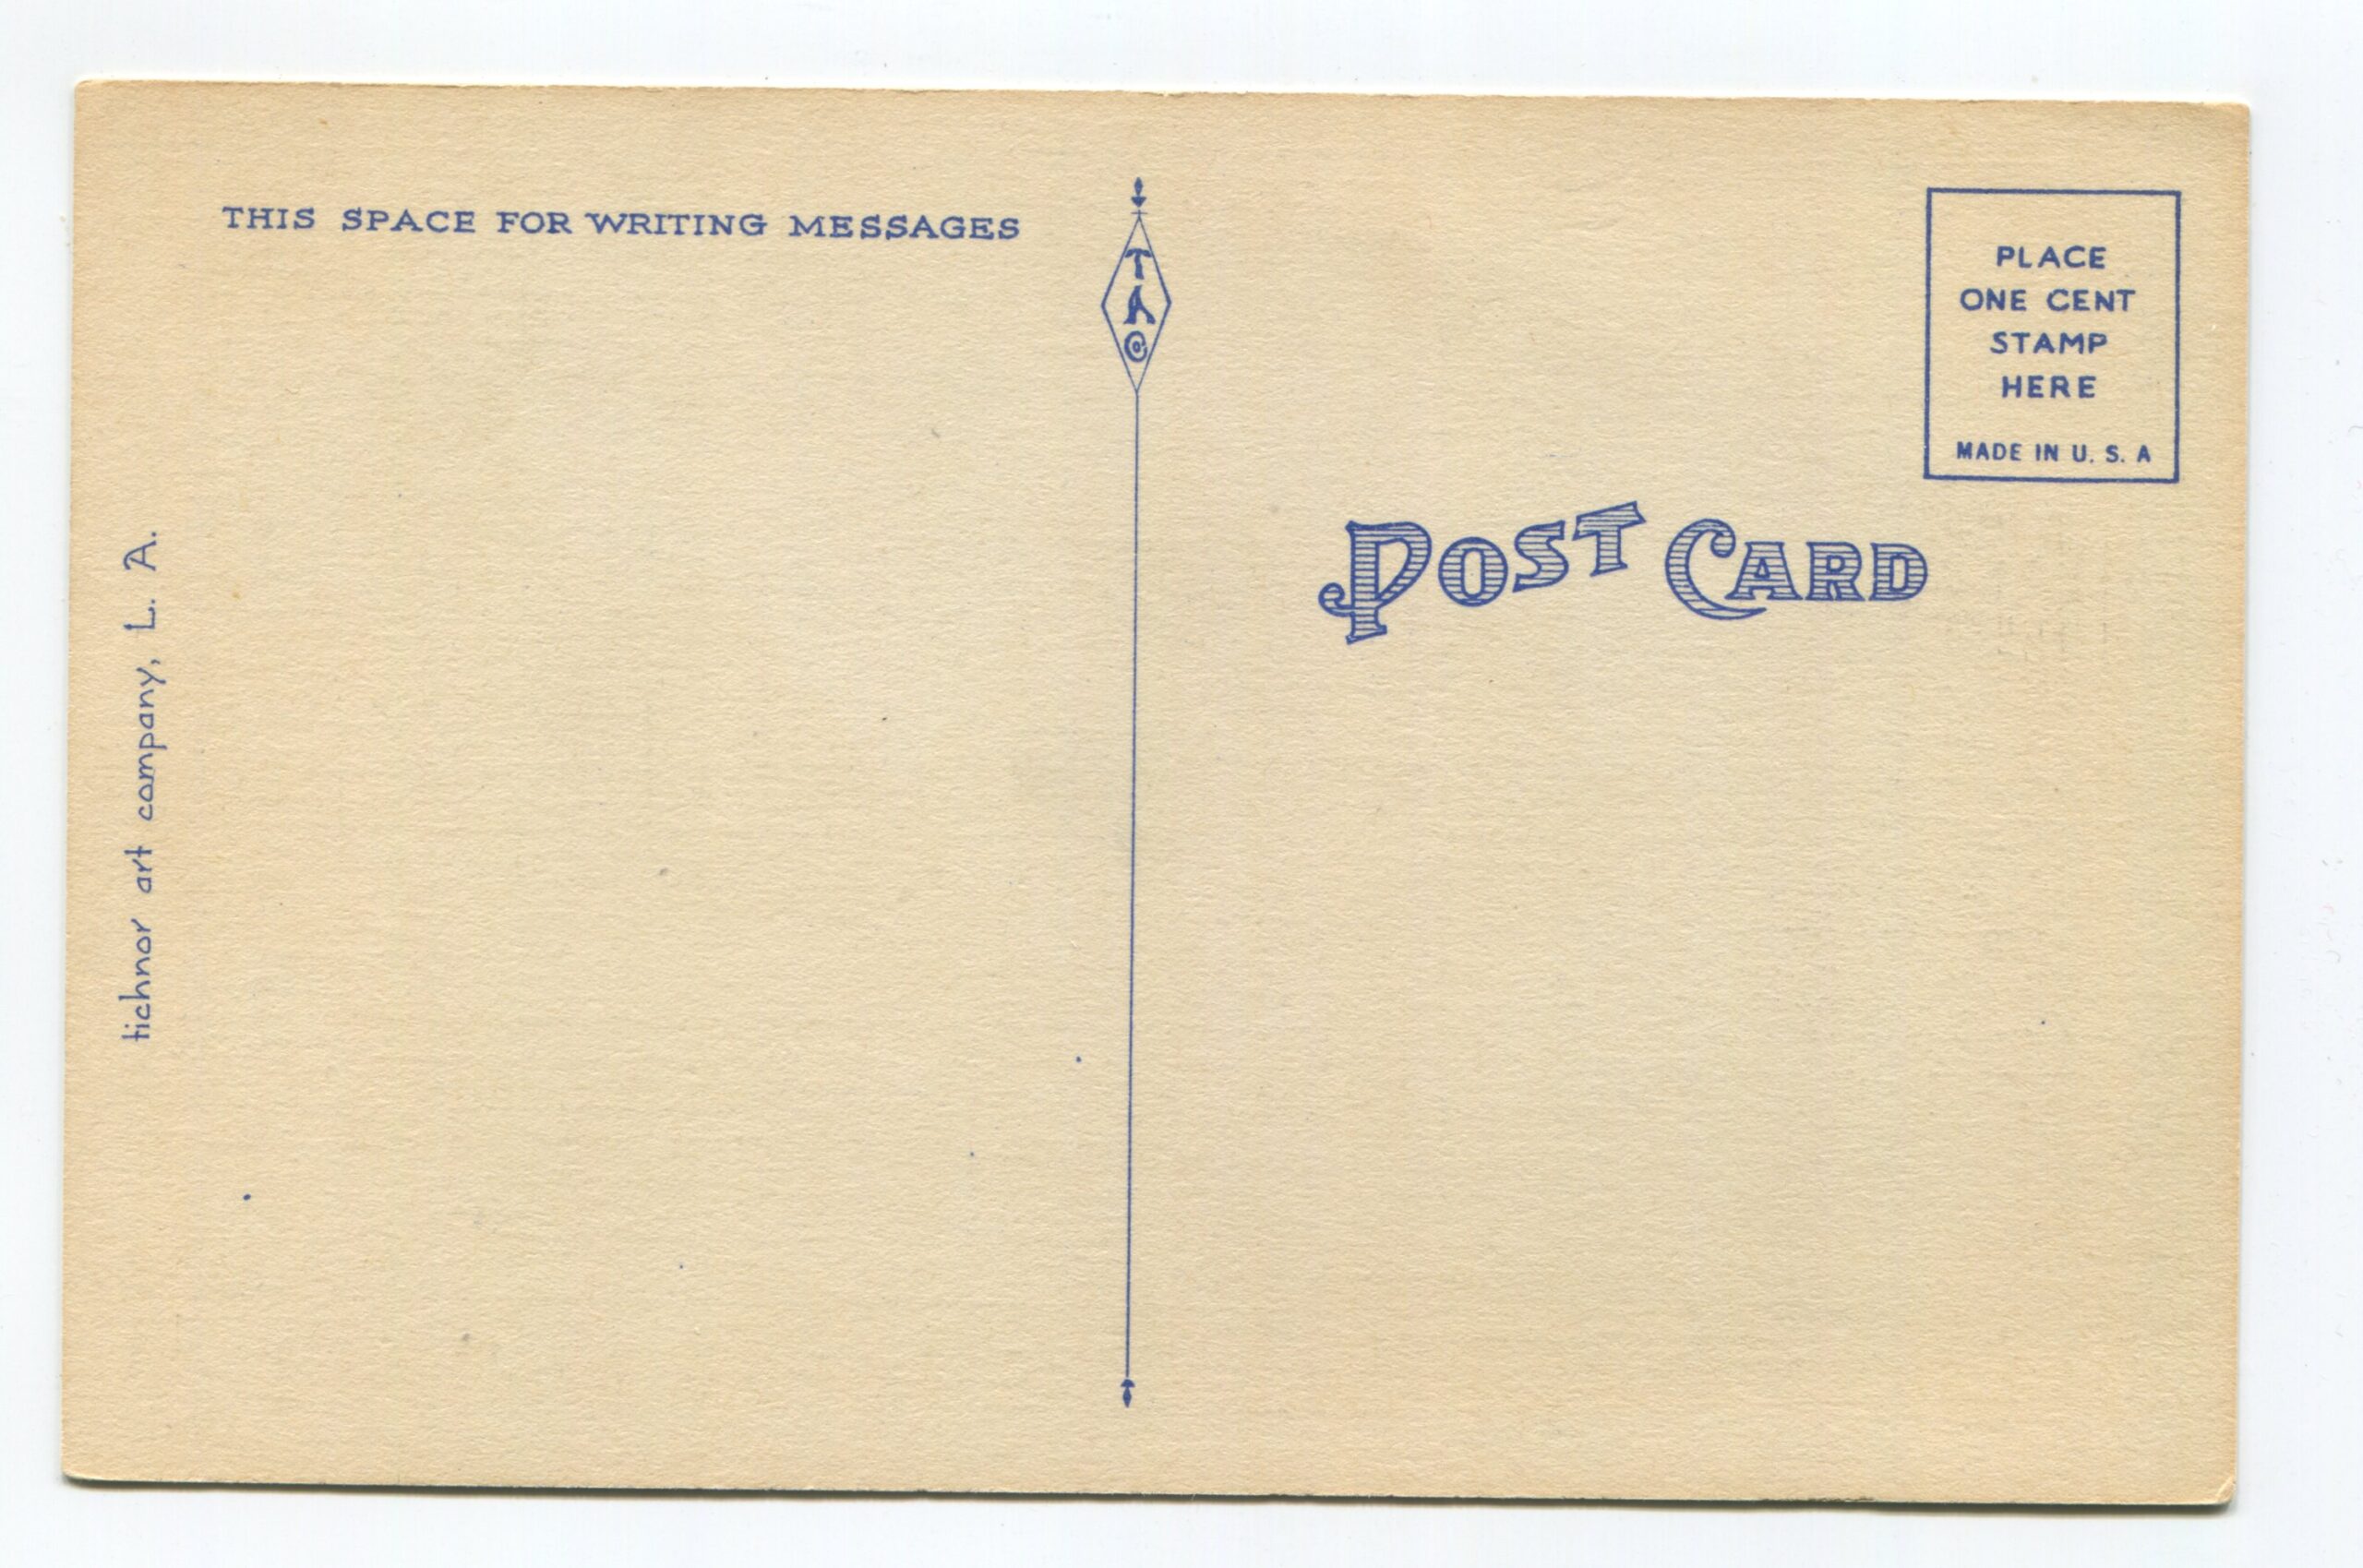 THIS SPACE FOR WRITING MESSAGES
T
A
C
PLACE
ONE CENT
STAMP
HERE
MADE IN U. S. A
POST CARD
tichnor art company, L. A.